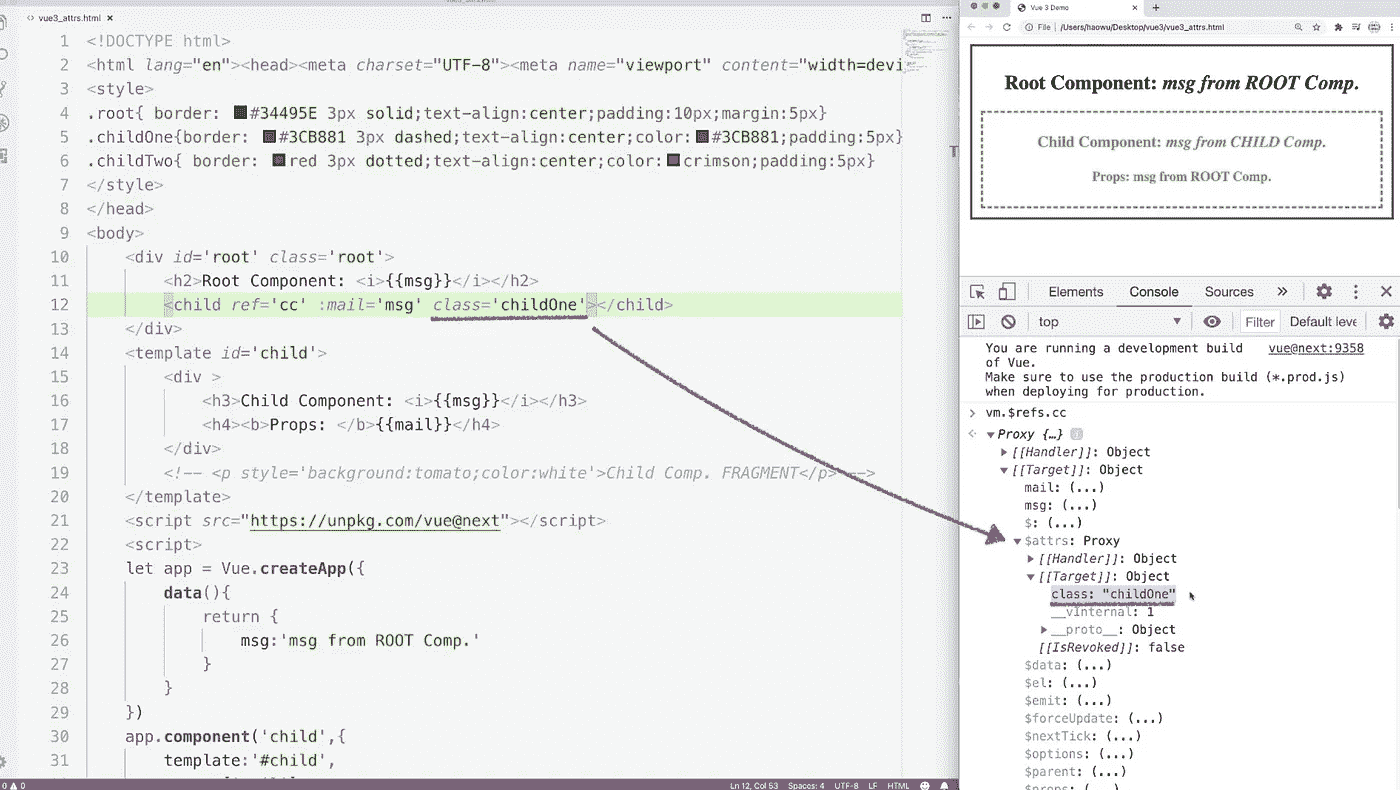 vue3_attrs.html
1 <!DOCTYPE html>
2 <html lang="en"><head><meta charset="UTF-8"><meta name="viewport" content="width=devi
3 <style>
4 .root{ border: #34495E 3px solid;text-align:center;padding:10px;margin:5px}
5 .childOne{border: #3CB881 3px dashed;text-align:center;color:#3CB881;padding:5px}
6 .childTwo{ border: red 3px dotted;text-align:center;color:crimson;padding:5px}
7 </style>
8 </head>
9 <body>
10 <div id='root' class='root'>
11 <h2>Root Component: <i>{{msg}}</i></h2>
12 <child ref='cc' :mail='msg' class='childOne'></child>
13 </div>
14 <template id='child'>
15 <div >
16 <h3>Child Component: <i>{{msg}}</i></h3>
17 <h4><b>Props: </b>{{mail}}</h4>
18 </div>
19 <!-- <p style='background:tomato;color:white'>Child Comp. FRAGMENT</p> -->
20 </template>
21 <script src="https://unpkg.com/vue@next"></script>
22 <script>
23 let app = Vue.createApp({
24 data(){
25 return {
26 msg:'msg from ROOT Comp.'
27 }
28 }
29 })
30 app.component('child',{
31 template:'#child',
0 0
Ln 12, Col 53 Spaces: 4 UTF-8 LF HTML
Vue 3 Demo
File /Users/haowu/Desktop/vue3/vue3_attrs.html
Root Component: msg from ROOT Comp.
Child Component: msg from CHILD Comp.
Props: msg from ROOT Comp.
Elements Console Sources
top Filter Default leve
You are running a development build vue@next:9358
of Vue.
Make sure to use the production build (*.prod.js)
when deploying for production.
vm.$refs.cc
Proxy {…}
[[Handler]]: Object
[[Target]]: Object
mail: (...)
msg: (...)
$: (...)
$attrs: Proxy
[[Handler]]: Object
[[Target]]: Object
class: "childOne"
__vInternal: 1
__proto__: Object
[[IsRevoked]]: false
$data: (...)
$el: (...)
$emit: (...)
$forceUpdate: (...)
$nextTick: (...)
$options: (...)
$parent: (...)
$props: (...)